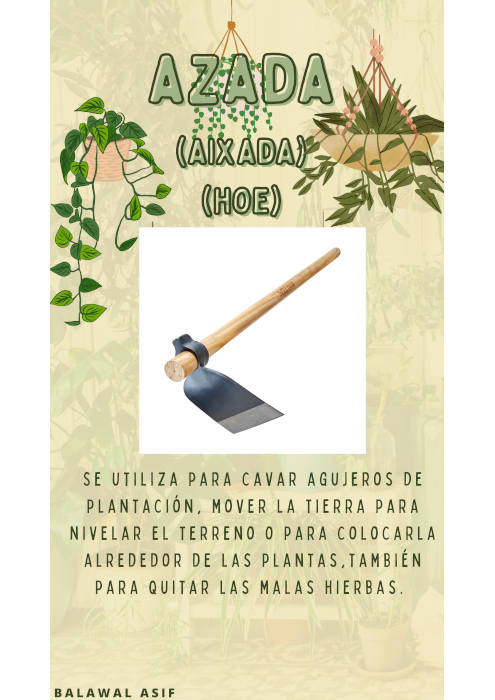 AZADA
(AIXADA)
(HOE)
SE UTILIZA PARA CAVAR AGUJEROS DE
PLANTACIÓN, MOVER LA TIERRA PARA
NIVELAR EL TERRENO O PARA COLOCARLA
ALREDEDOR DE LAS PLANTAS,TAMBIÉN
PARA QUITAR LAS MALAS HIERBAS.
BALAWAL ASIF